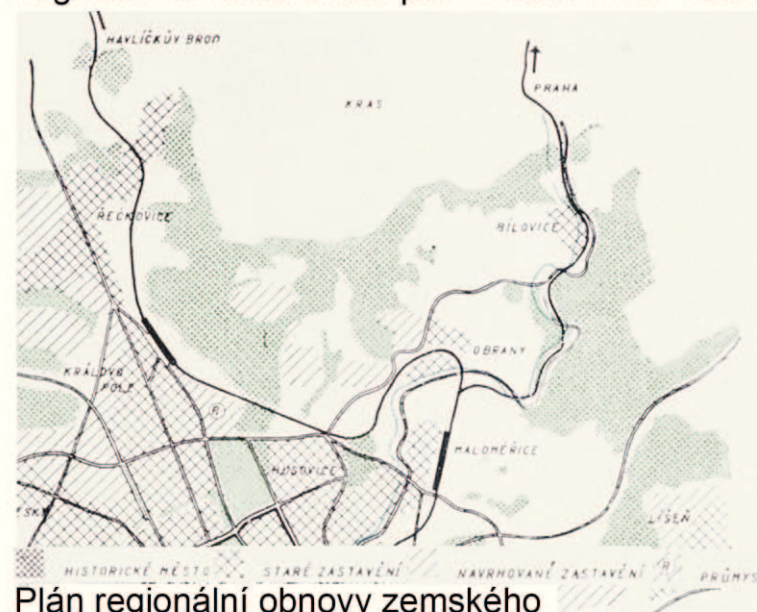 HAVLÍČKŮV BROD
PRAHA
KRAS
ŘEČKOVICE
BÍLOVICE
OBŘANY
KRÁLOVO
POLE
MALOMĚŘICE
HUSOVICE
LÍŠEŇ
HISTORICKÉ MĚSTO STARÉ ZASTAVĚNÍ NAVRHOVANÉ ZASTAVĚNÍ PRŮMYS
Plán regionální obnovy zemského